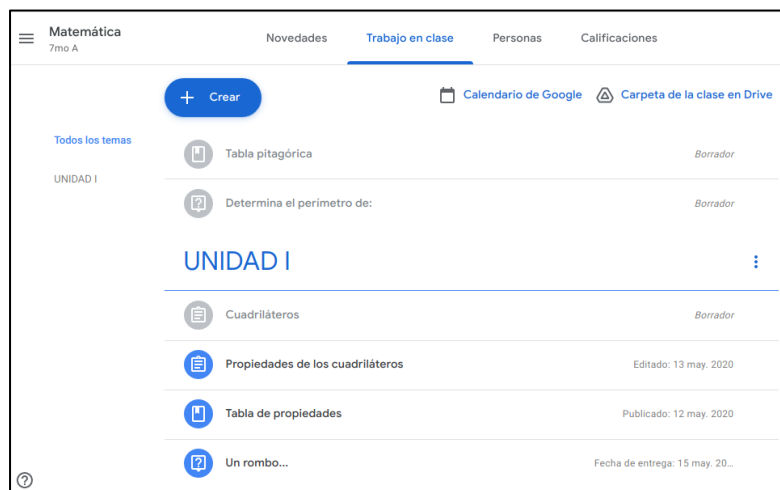 Matemática
7mo A
Novedades
Trabajo en clase
Personas
Calificaciones
Crear
Calendario de Google
Carpeta de la clase en Drive
Todos los temas
UNIDAD I
Tabla pitagórica
Borrador
Determina el perimetro de:
Borrador
UNIDAD I
Cuadriláteros
Borrador
Propiedades de los cuadriláteros
Editado: 13 may. 2020
Tabla de propiedades
Publicado: 12 may. 2020
Un rombo...
Fecha de entrega: 15 may. 20...